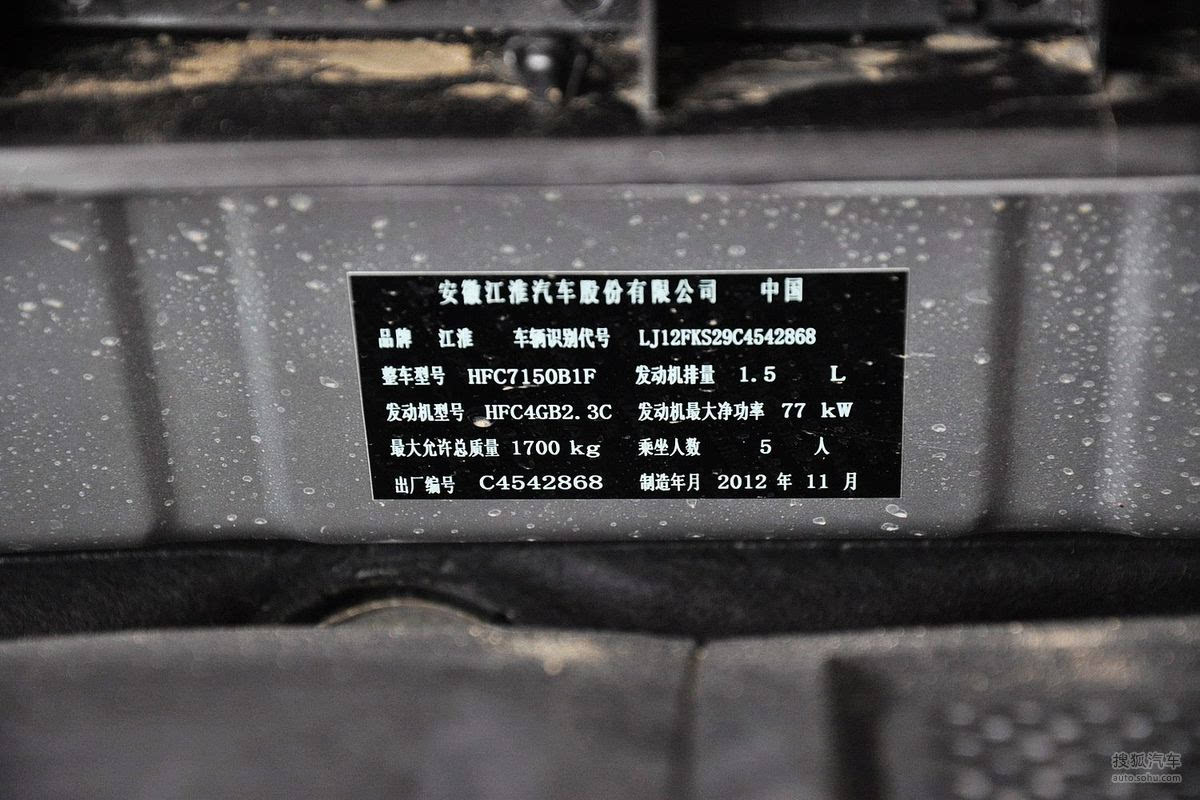 安徽江淮汽车股份有限公司 中国
品牌 江淮 车辆识别代号 LJ12FKS29C4542868
整车型号 HFC7150B1F 发动机排量 1.5 L
发动机型号 HFC4GB2.3C 发动机最大净功率 77 kW
最大允许总质量 1700 kg 乘坐人数 5 人
出厂编号 C4542868 制造年月 2012 年 11 月
搜狐汽车
auto.sohu.com